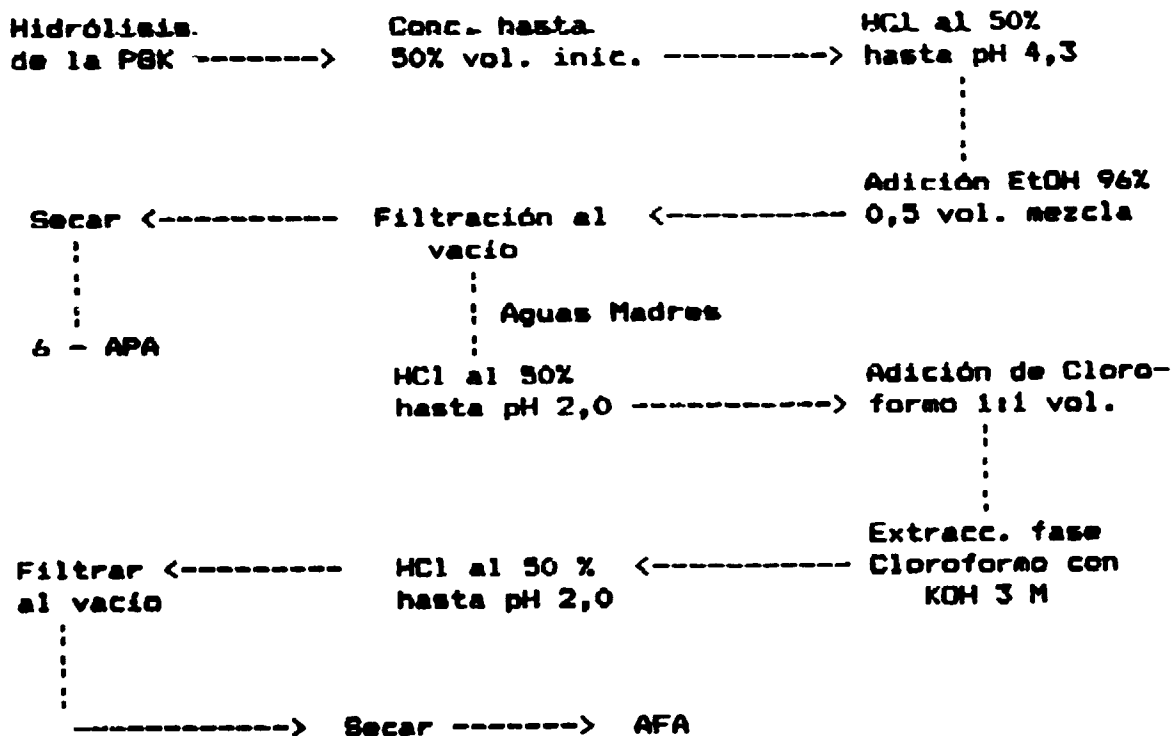 Hidrólisis.
de la PGK -------> Conc. hasta
50% vol. inic. ----------> HCl al 50%
hasta pH 4,3
Adición EtOH 96%
0,5 vol. mezcla
Secar <---------- Filtración al <----------
vacío
Aguas Madres
6 - APA
HCl al 50%
hasta pH 2,0 ------------> Adición de Cloro-
formo 1:1 vol.
Extracc. fase
Cloroformo con
KOH 3 M
Filtrar <--------- HCl al 50 % <------------
al vacío hasta pH 2,0
-------------> Secar -------> AFA